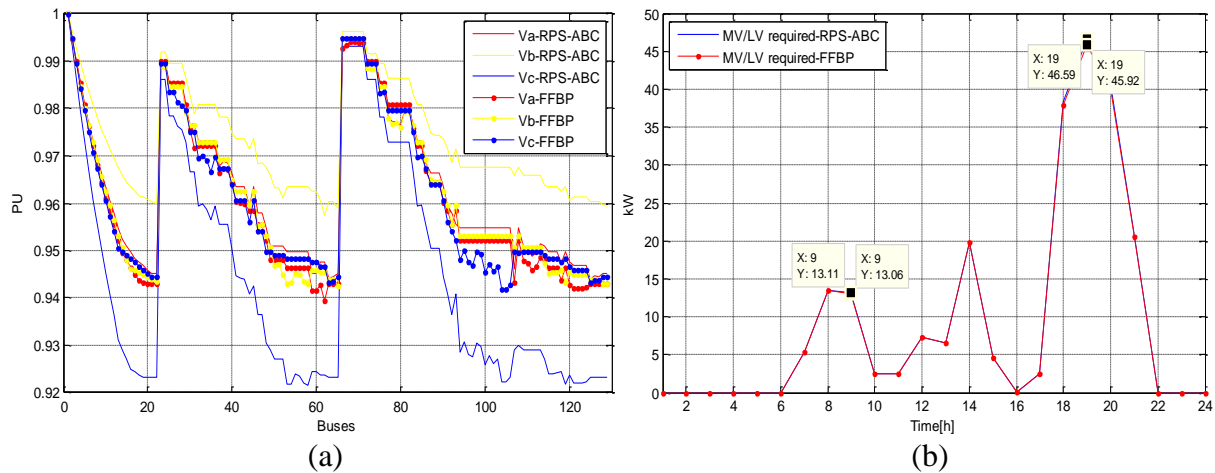 1
0.99
0.98
0.97
0.96
0.95
0.94
0.93
0.92
PU
0 20 40 60 80 100 120
Buses
Va-RPS-ABC
Vb-RPS-ABC
Vc-RPS-ABC
Va-FFBP
Vb-FFBP
Vc-FFBP
(a)
50
45
40
35
30
25
20
15
10
5
0
kW
2 4 6 8 10 12 14 16 18 20 22 24
Time[h]
MV/LV required-RPS-ABC
MV/LV required-FFBP
X: 9
Y: 13.11
X: 9
Y: 13.06
X: 19
Y: 46.59
X: 19
Y: 45.92
(b)